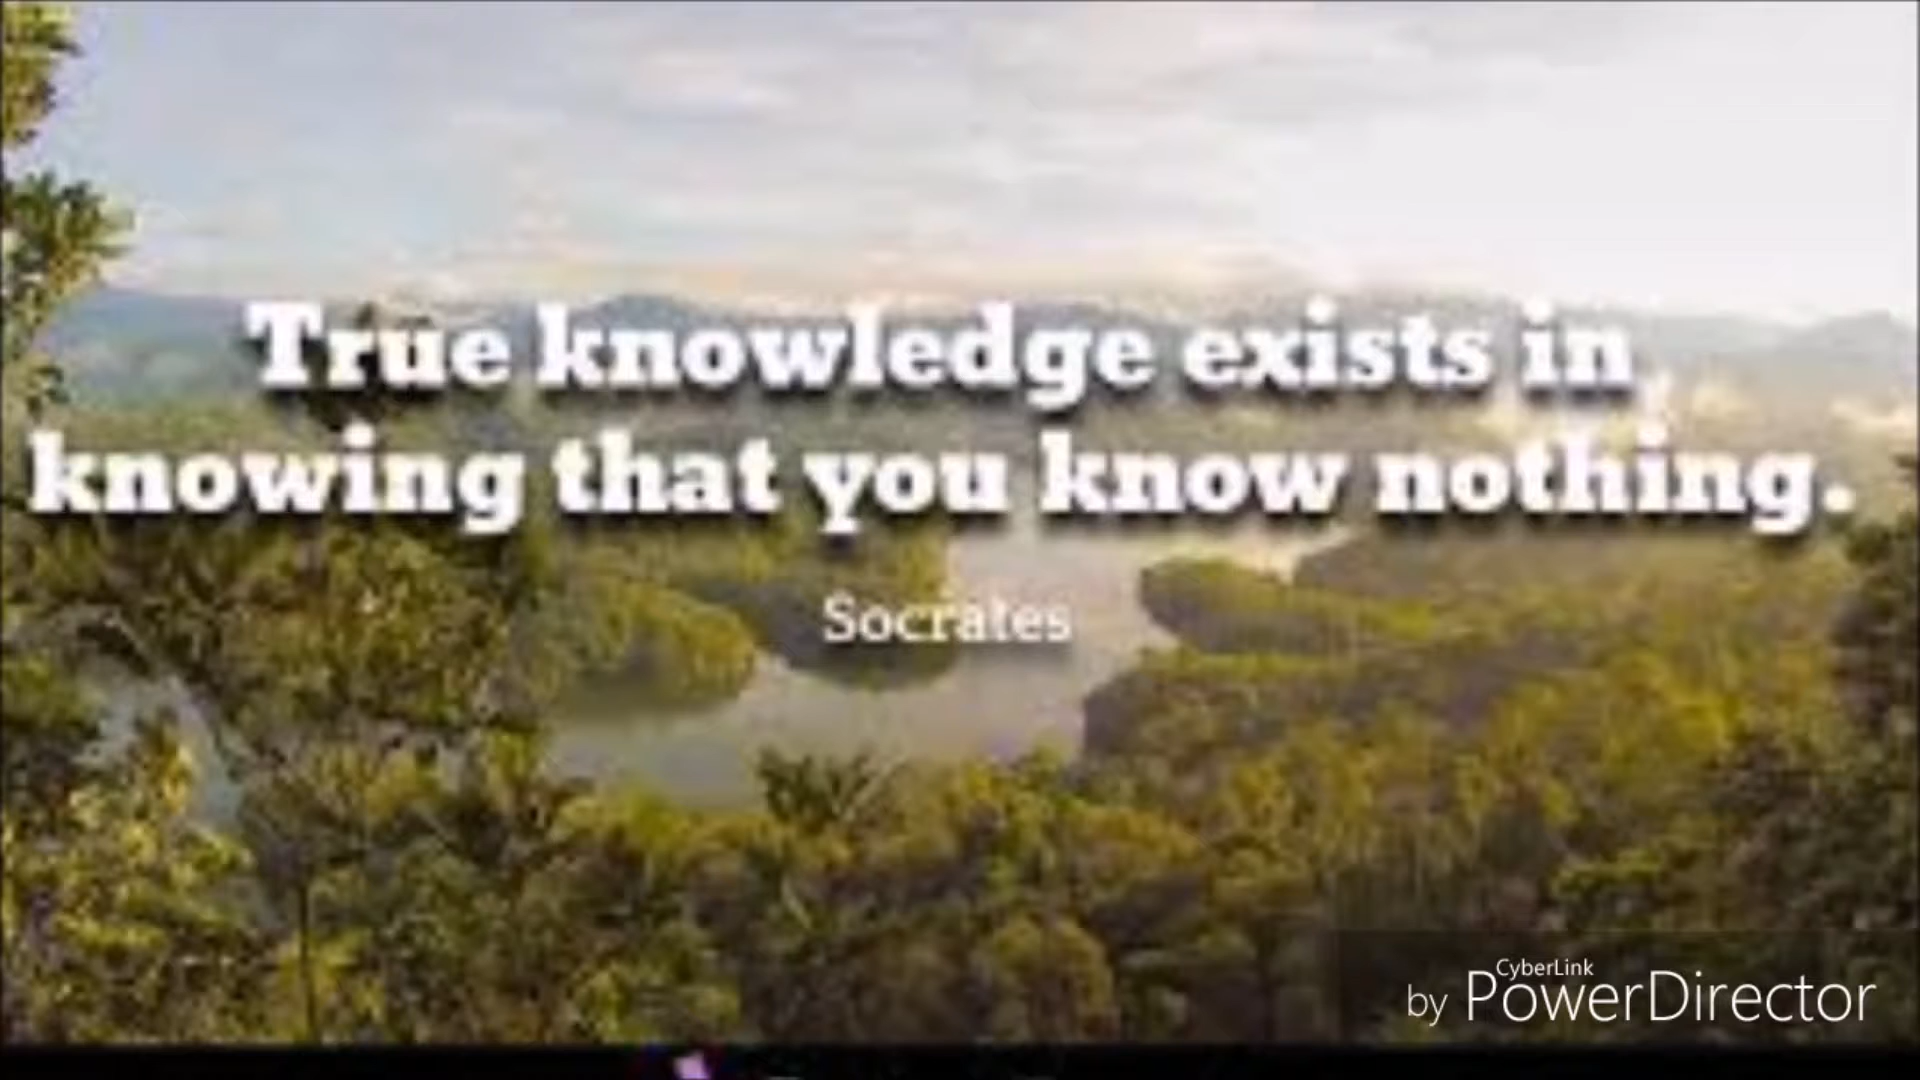 True knowledge exists in
knowing that you know nothing.
Socrates
CyberLink
by PowerDirector